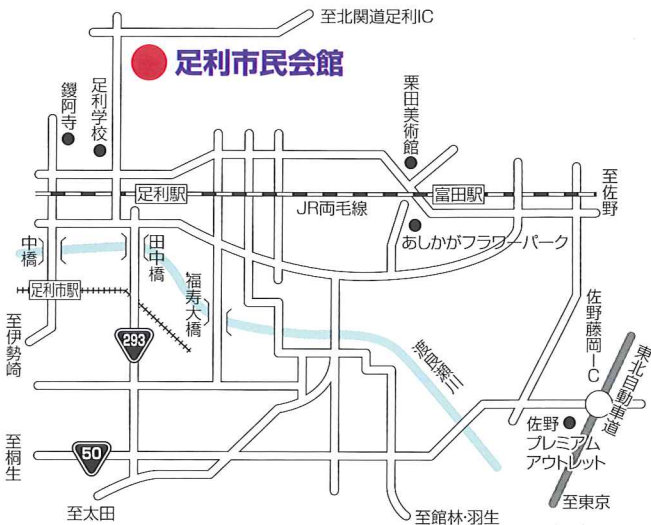 至北関道足利IC
足利市民会館
鑁阿寺
足利学校
栗田美術館
至佐野
足利駅
富田駅
JR両毛線
あしかがフラワーパーク
中橋
田中橋
足利市駅
福寿大橋
至伊勢崎
293
渡良瀬川
佐野藤岡IC
東北自動車道
佐野
プレミアム
アウトレット
至桐生
50
至太田
至館林・羽生
至東京